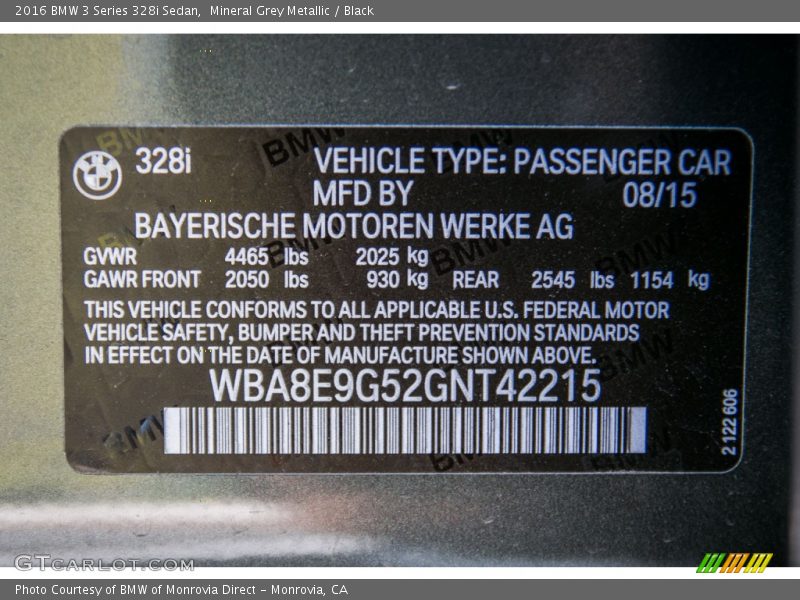 2016 BMW 3 Series 328i Sedan,  Mineral Grey Metallic / Black
328i VEHICLE TYPE: PASSENGER CAR
MFD BY 08/15
BAYERISCHE MOTOREN WERKE AG
GVWR 4465 lbs 2025 kg
GAWR FRONT 2050 lbs 930 kg REAR 2545 lbs 1154 kg
THIS VEHICLE CONFORMS TO ALL APPLICABLE U.S. FEDERAL MOTOR
VEHICLE SAFETY, BUMPER AND THEFT PREVENTION STANDARDS
IN EFFECT ON THE DATE OF MANUFACTURE SHOWN ABOVE.
WBA8E9G52GNT42215
2 122 606
GTCARLOT.COM
Photo Courtesy of BMW of Monrovia Direct – Monrovia, CA